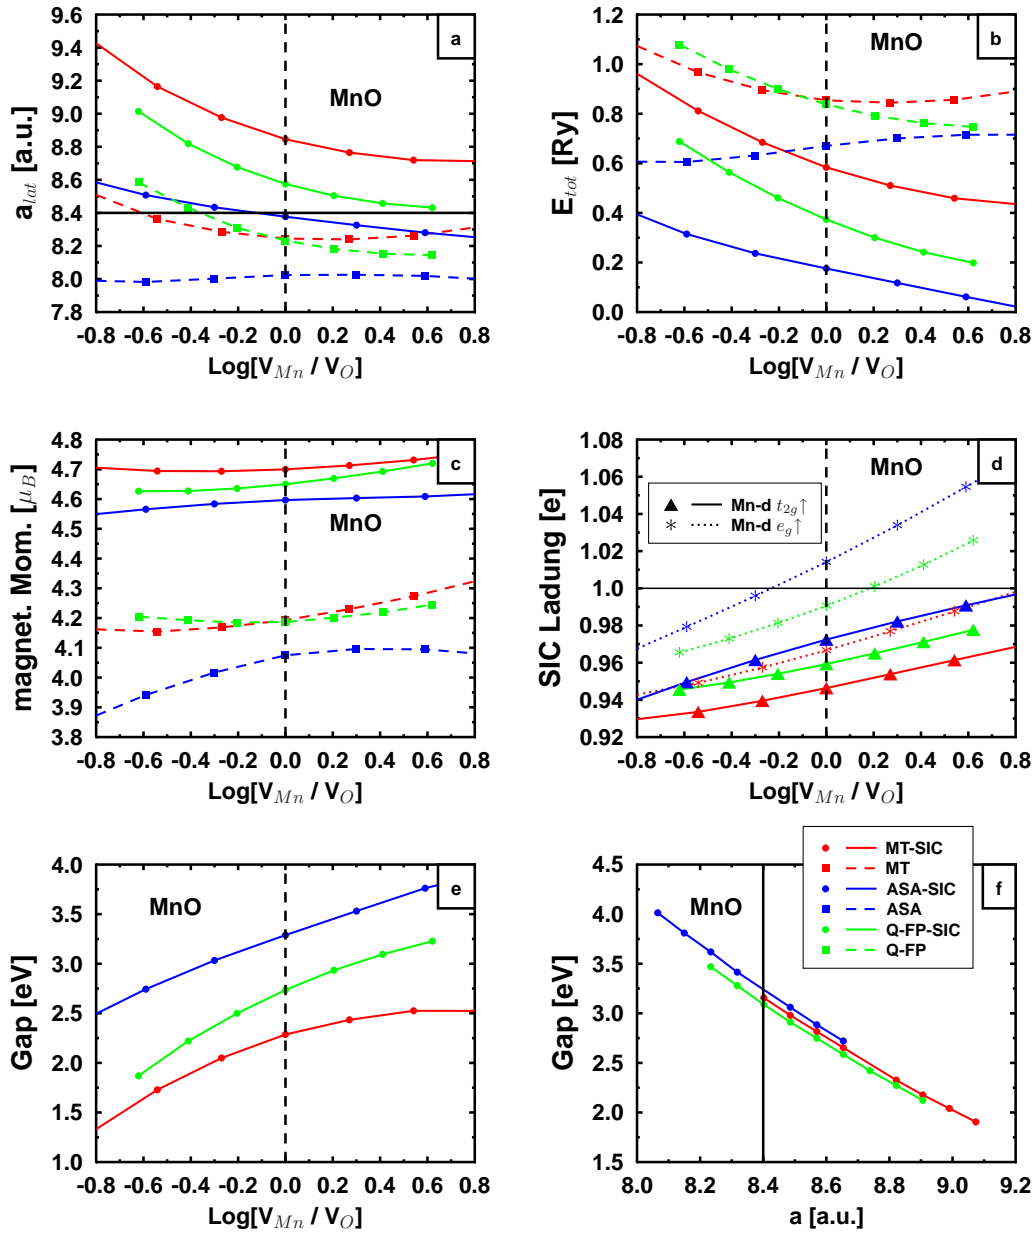 a
MnO
a_lat [a.u.]
9.6
9.4
9.2
9.0
8.8
8.6
8.4
8.2
8.0
7.8
-0.8 -0.6 -0.4 -0.2 0.0 0.2 0.4 0.6 0.8
Log[V_Mn / V_O]
b
MnO
E_tot [Ry]
1.2
1.0
0.8
0.6
0.4
0.2
0.0
-0.8 -0.6 -0.4 -0.2 0.0 0.2 0.4 0.6 0.8
Log[V_Mn / V_O]
c
MnO
magnet. Mom. [μ_B]
4.8
4.7
4.6
4.5
4.4
4.3
4.2
4.1
4.0
3.9
3.8
-0.8 -0.6 -0.4 -0.2 0.0 0.2 0.4 0.6 0.8
Log[V_Mn / V_O]
d
MnO
Mn-d t_2g↑
Mn-d e_g↑
SIC Ladung [e]
1.08
1.06
1.04
1.02
1.0
0.98
0.96
0.94
0.92
-0.8 -0.6 -0.4 -0.2 0.0 0.2 0.4 0.6 0.8
Log[V_Mn / V_O]
e
MnO
Gap [eV]
4.0
3.5
3.0
2.5
2.0
1.5
1.0
-0.8 -0.6 -0.4 -0.2 0.0 0.2 0.4 0.6 0.8
Log[V_Mn / V_O]
f
MnO
MT-SIC
MT
ASA-SIC
ASA
Q-FP-SIC
Q-FP
Gap [eV]
4.5
4.0
3.5
3.0
2.5
2.0
1.5
8.0 8.2 8.4 8.6 8.8 9.0 9.2
a [a.u.]